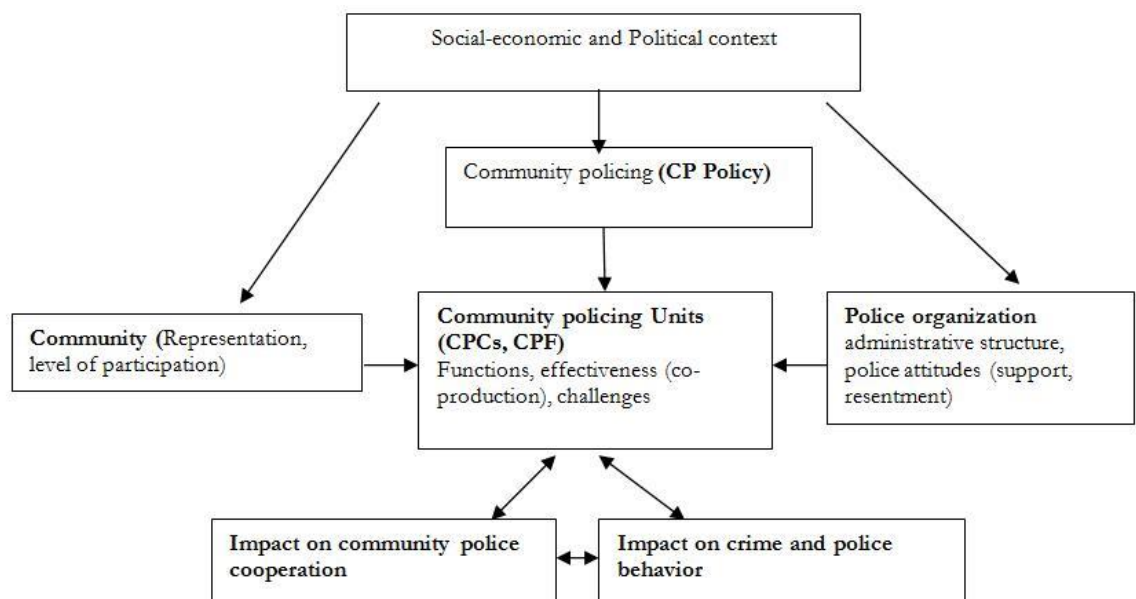 Social-economic and Political context
Community policing (CP Policy)
Community (Representation,
level of participation)
Community policing Units
(CPCs, CPF)
Functions, effectiveness (co-
production), challenges
Police organization
administrative structure,
police attitudes (support,
resentment)
Impact on community police
cooperation
Impact on crime and police
behavior